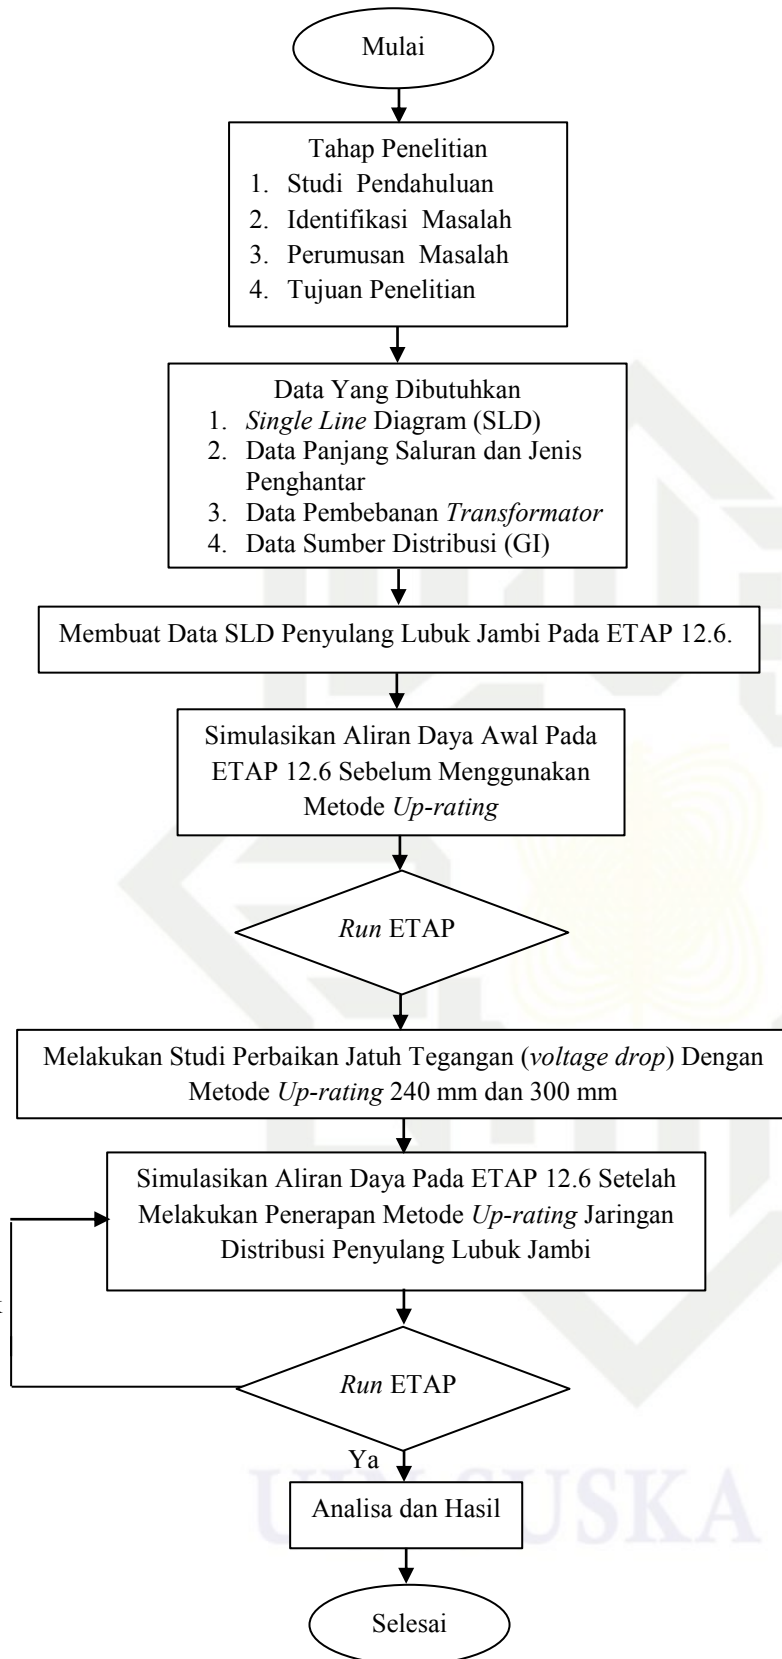 Mulai
Tahap Penelitian
1. Studi Pendahuluan
2. Identifikasi Masalah
3. Perumusan Masalah
4. Tujuan Penelitian
Data Yang Dibutuhkan
1. Single Line Diagram (SLD)
2. Data Panjang Saluran dan Jenis
Penghantar
3. Data Pembebanan Transformator
4. Data Sumber Distribusi (GI)
Membuat Data SLD Penyulang Lubuk Jambi Pada ETAP 12.6.
Simulasikan Aliran Daya Awal Pada
ETAP 12.6 Sebelum Menggunakan
Metode Up-rating
Run ETAP
Melakukan Studi Perbaikan Jatuh Tegangan (voltage drop) Dengan
Metode Up-rating 240 mm dan 300 mm
Simulasikan Aliran Daya Pada ETAP 12.6 Setelah
Melakukan Penerapan Metode Up-rating Jaringan
Distribusi Penyulang Lubuk Jambi
Run ETAP
Ya
Analisa dan Hasil
UIN SUSKA
Selesai